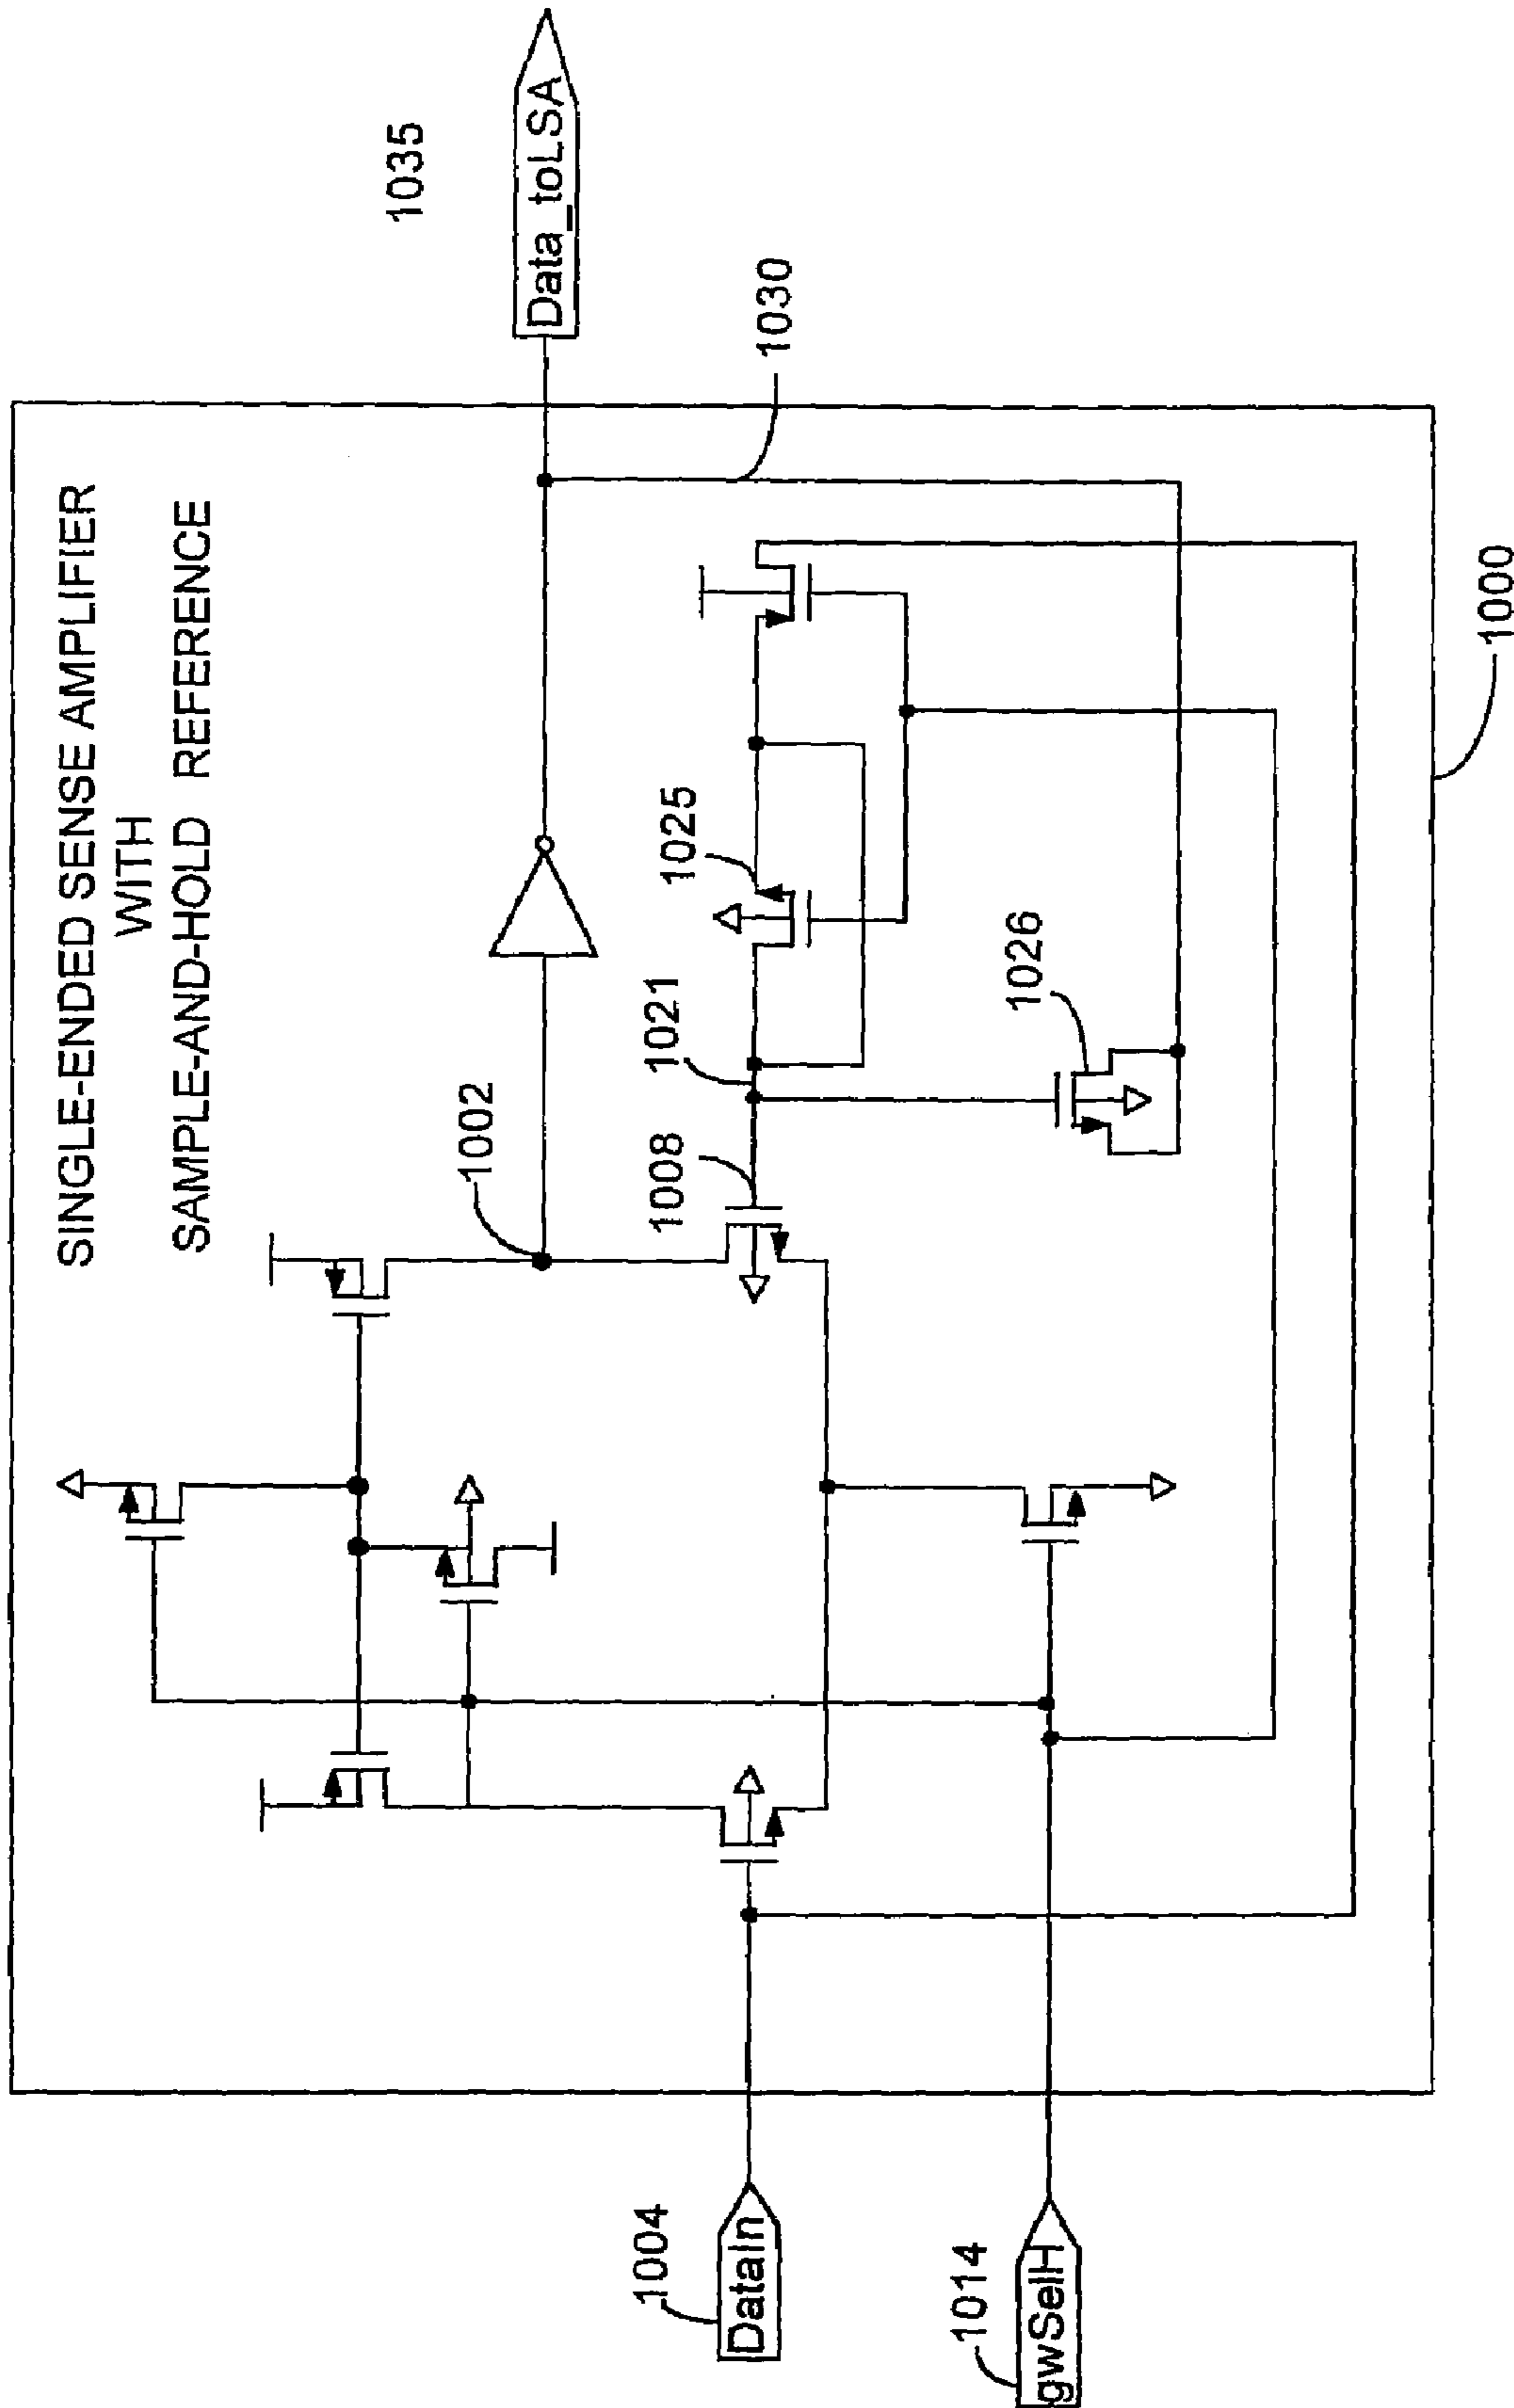 SINGLE-ENDED SENSE AMPLIFIER
WITH
SAMPLE-AND-HOLD REFERENCE
1035
Data_toLSA
1002
1030
1008
1021
1025
1026
1004
DataIn
1014
gwSelH
1000